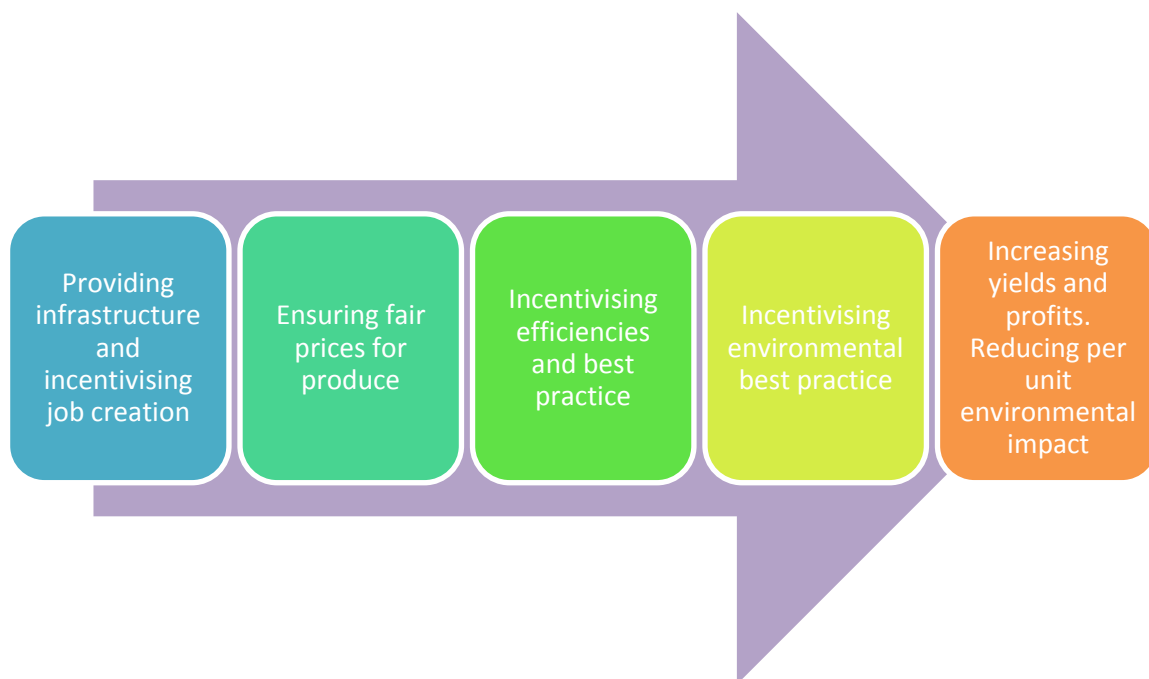 Providing
infrastructure
and
incentivising
job creation
Ensuring fair
prices for
produce
Incentivising
efficiencies
and best
practice
Incentivising
environmental
best practice
Increasing
yields and
profits.
Reducing per
unit
environmental
impact